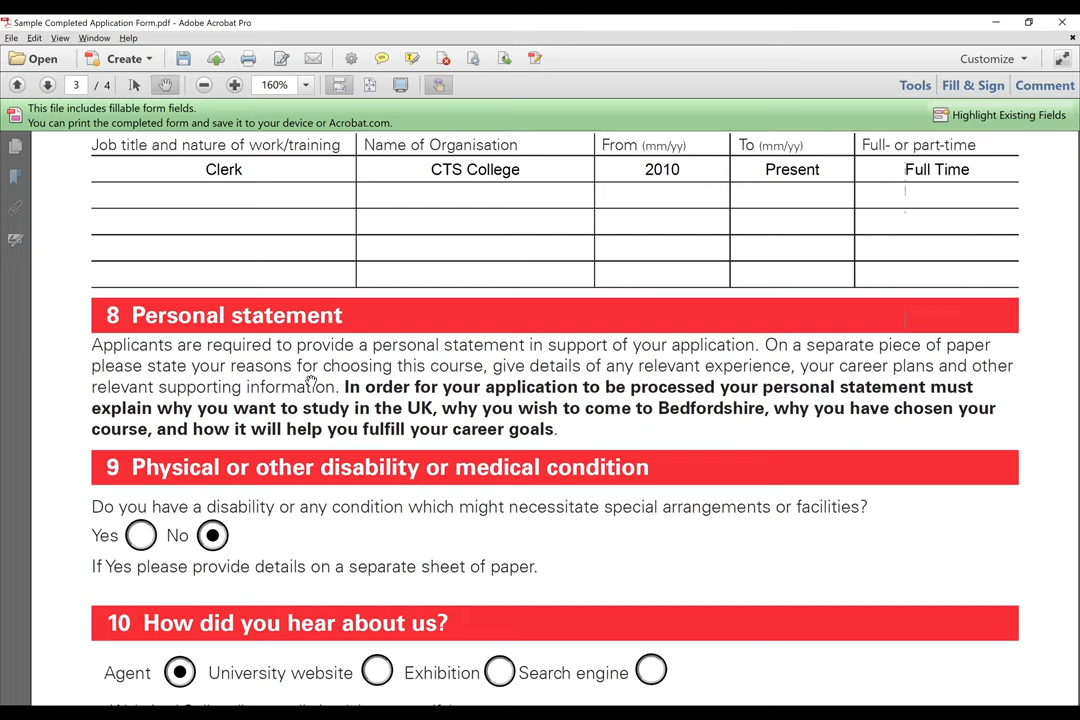 Sample Completed Application Form.pdf - Adobe Acrobat Pro
File Edit View Window Help
Open Create Customize
3 / 4 160% Tools Fill & Sign Comment
This file includes fillable form fields.
You can print the completed form and save it to your device or Acrobat.com.
Highlight Existing Fields
Job title and nature of work/training Name of Organisation From (mm/yy) To (mm/yy) Full- or part-time
Clerk CTS College 2010 Present Full Time
8 Personal statement
Applicants are required to provide a personal statement in support of your application. On a separate piece of paper
please state your reasons for choosing this course, give details of any relevant experience, your career plans and other
relevant supporting information. In order for your application to be processed your personal statement must
explain why you want to study in the UK, why you wish to come to Bedfordshire, why you have chosen your
course, and how it will help you fulfill your career goals.
9 Physical or other disability or medical condition
Do you have a disability or any condition which might necessitate special arrangements or facilities?
Yes No
If Yes please provide details on a separate sheet of paper.
10 How did you hear about us?
Agent University website Exhibition Search engine